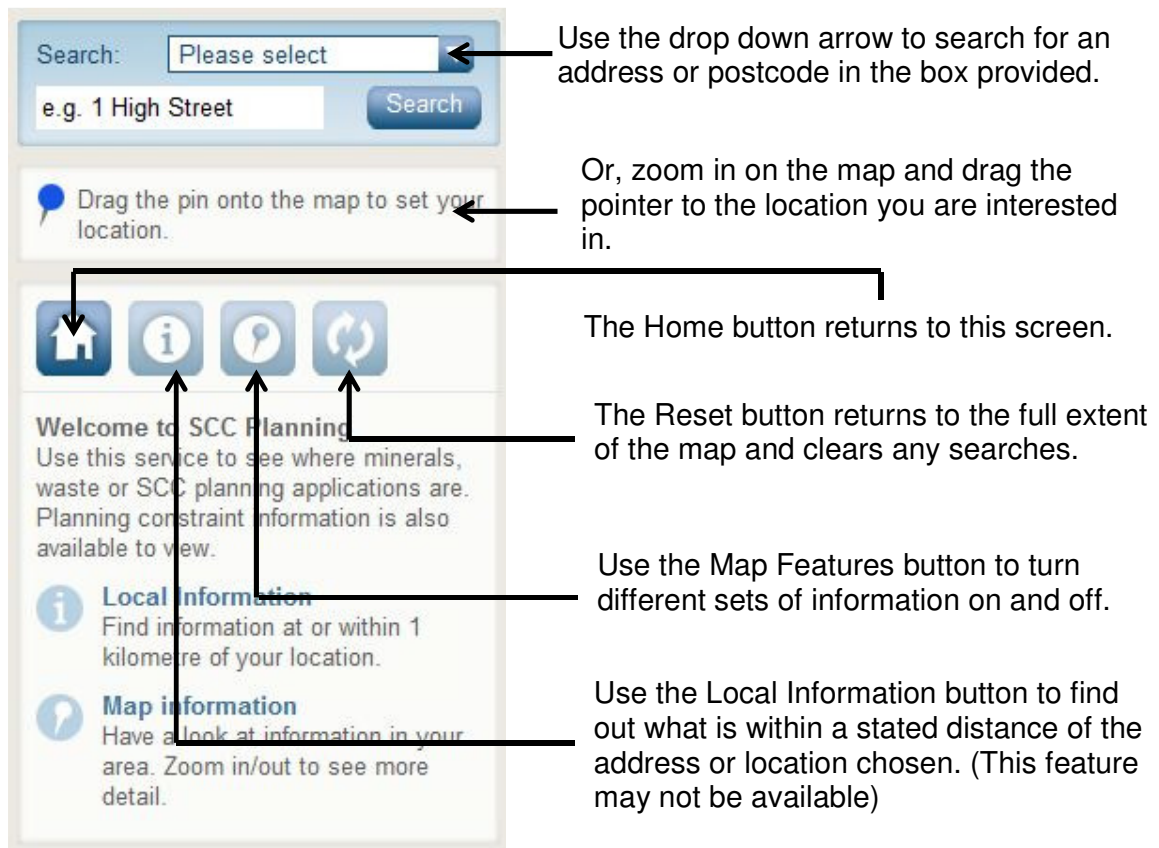 Search: Please select
e.g. 1 High Street Search
Drag the pin onto the map to set your
location.
Welcome to SCC Planning
Use this service to see where minerals,
waste or SCC planning applications are.
Planning constraint information is also
available to view.
Local Information
Find information at or within 1
kilometre of your location.
Map information
Have a look at information in your
area. Zoom in/out to see more
detail.
Use the drop down arrow to search for an
address or postcode in the box provided.
Or, zoom in on the map and drag the
pointer to the location you are interested
in.
The Home button returns to this screen.
The Reset button returns to the full extent
of the map and clears any searches.
Use the Map Features button to turn
different sets of information on and off.
Use the Local Information button to find
out what is within a stated distance of the
address or location chosen. (This feature
may not be available)